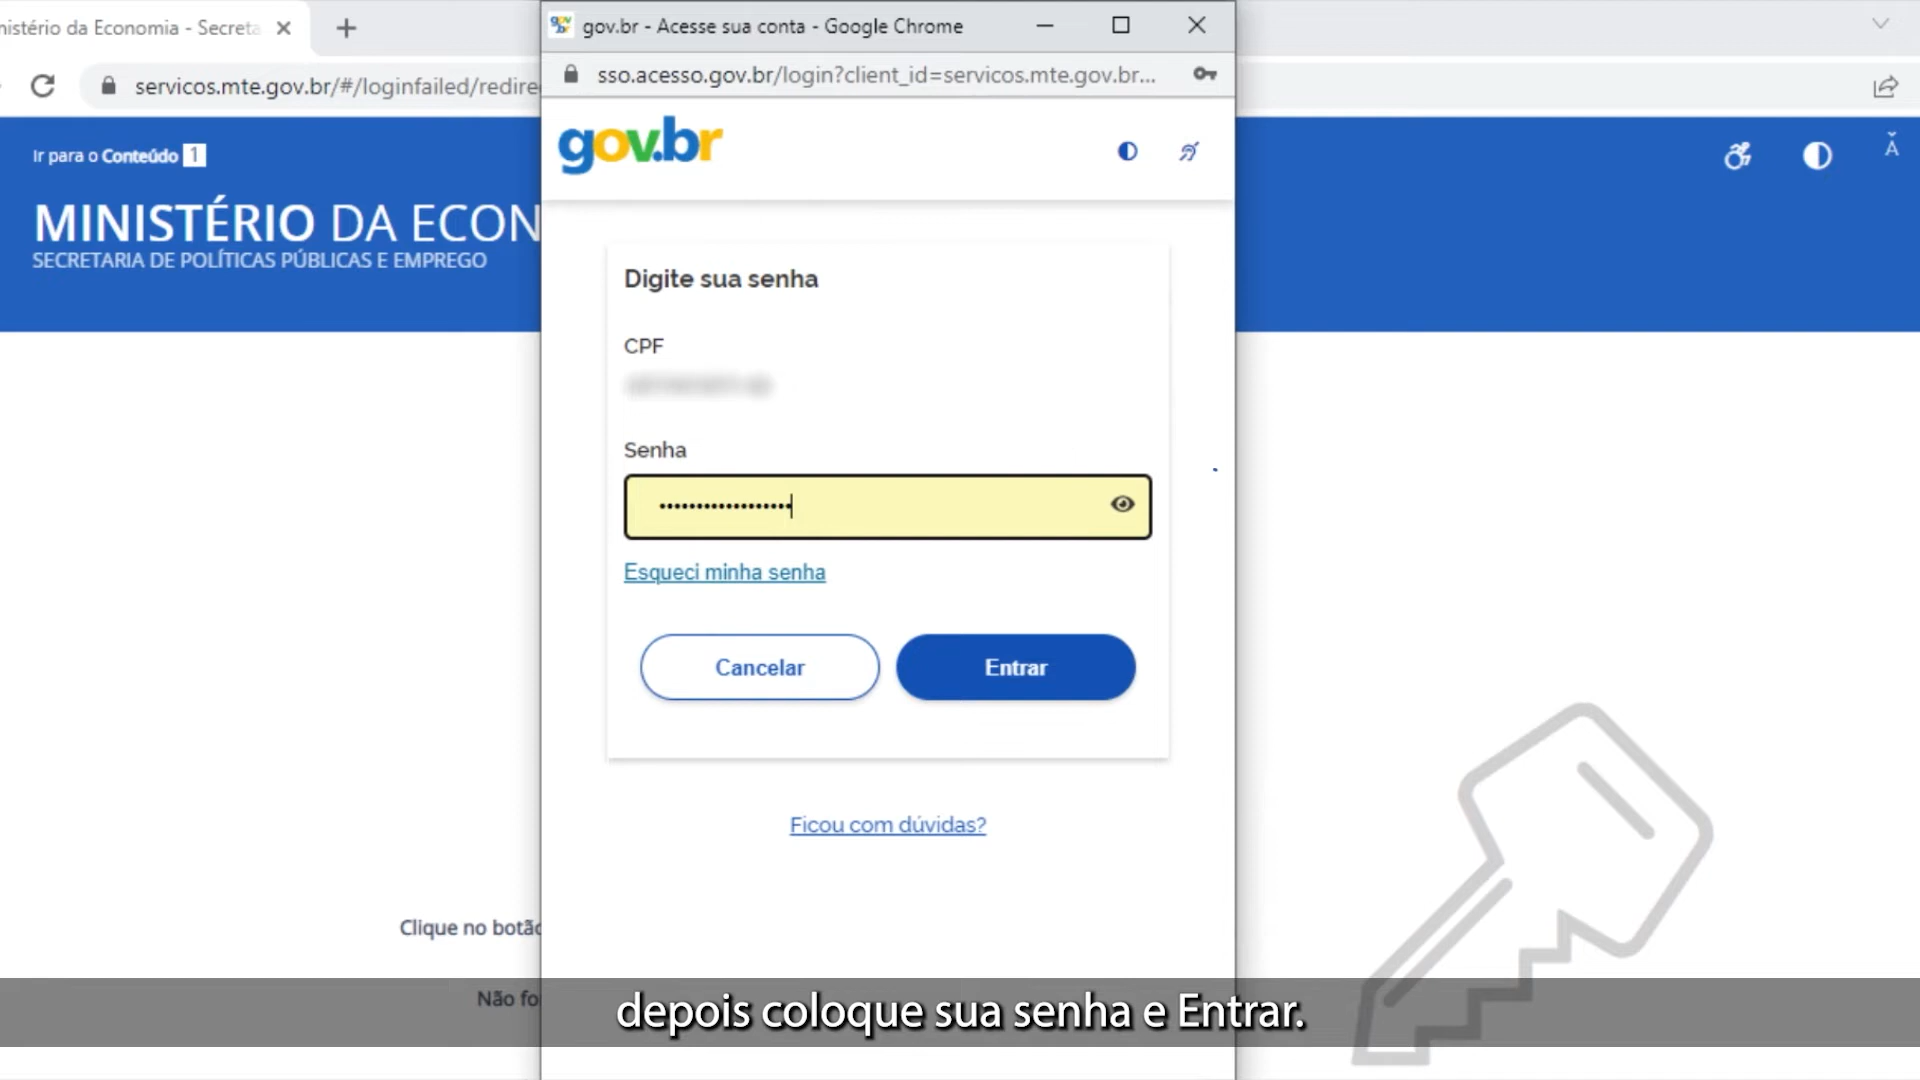 nistério da Economia - Secreta
gov.br - Acesse sua conta - Google Chrome
servicos.mte.gov.br/#/loginfailed/redire
sso.acesso.gov.br/login?client_id=servicos.mte.gov.br...
Ir para o Conteúdo 1
MINISTÉRIO DA ECON
SECRETARIA DE POLÍTICAS PÚBLICAS E EMPREGO
A
gov.br
Digite sua senha
CPF
Senha
••••••••••••••••••
Esqueci minha senha
Cancelar
Entrar
Ficou com dúvidas?
Clique no botão
Não fo
depois coloque sua senha e Entrar.